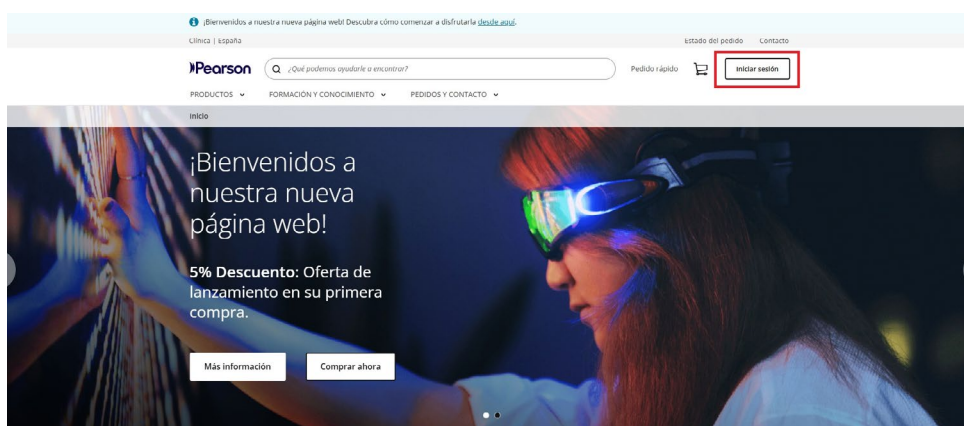 ¡Bienvenidos a nuestra nueva página web! Descubra cómo comenzar a disfrutarla desde aquí.
Clínica | España
Estado del pedido
Contacto
Pearson
¿Qué podemos ayudarle a encontrar?
Pedido rápido
Iniciar sesión
PRODUCTOS
FORMACIÓN Y CONOCIMIENTO
PEDIDOS Y CONTACTO
Inicio
¡Bienvenidos a
nuestra nueva
página web!
5% Descuento: Oferta de
lanzamiento en su primera
compra.
Más información
Comprar ahora